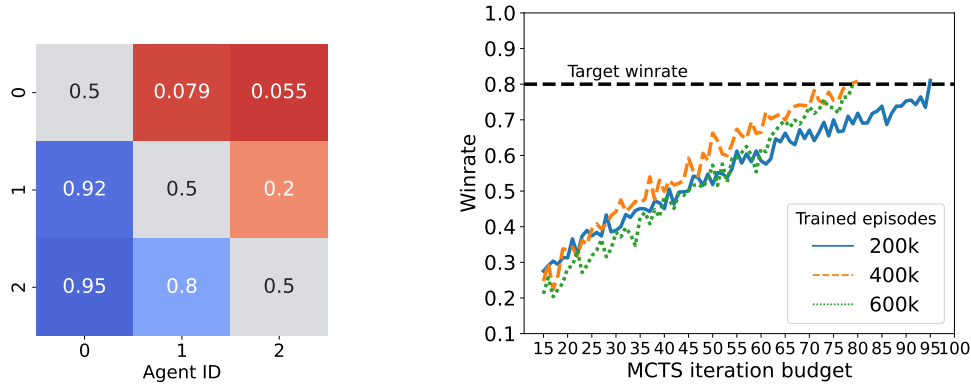 0 0.5 0.079 0.055
1 0.92 0.5 0.2
2 0.95 0.8 0.5
0 1 2
Agent ID
Winrate
1.0
0.9
0.8
0.7
0.6
0.5
0.4
0.3
0.2
0.1
Target winrate
Trained episodes
200k
400k
600k
15 20 25 30 35 40 45 50 55 60 65 70 75 80 85 90 95 100
MCTS iteration budget